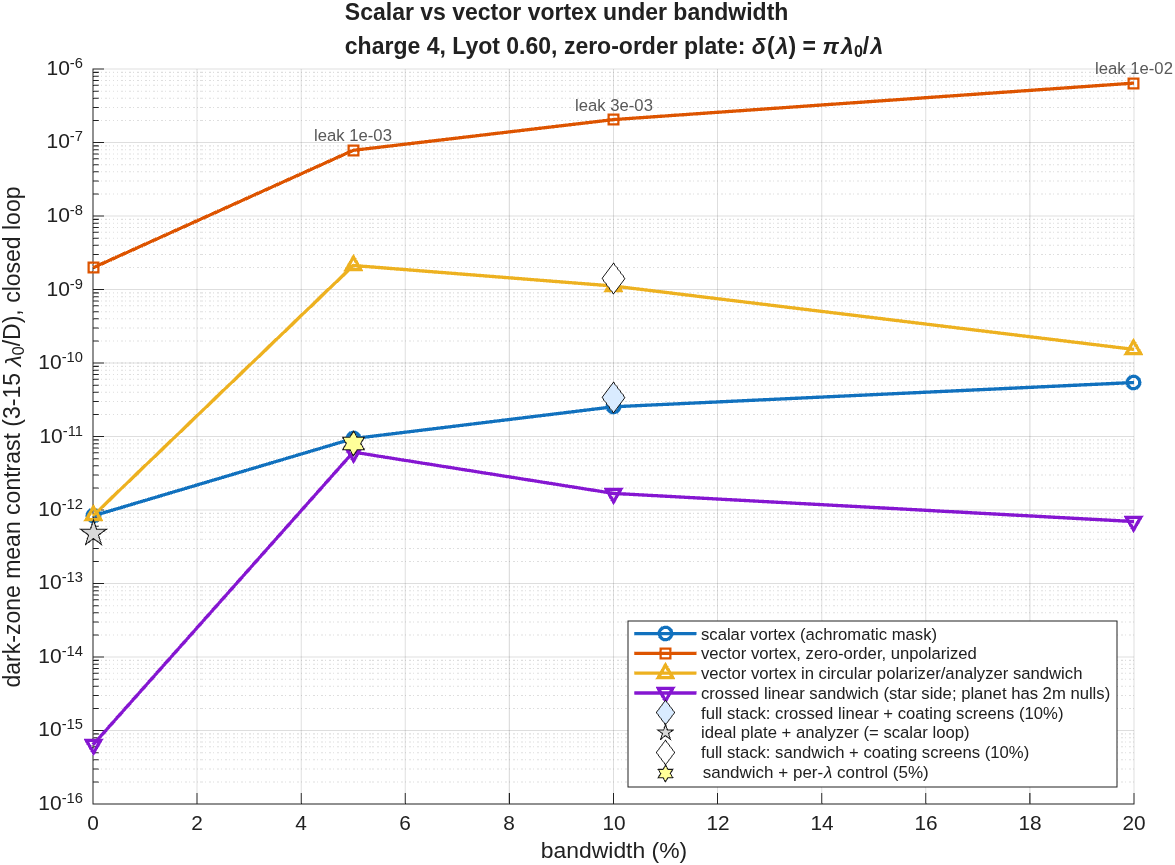 Scalar vs vector vortex under bandwidth
charge 4, Lyot 0.60, zero-order plate: δ(λ) = πλ₀/λ
leak 1e-02
leak 3e-03
leak 1e-03
10⁻⁶
10⁻⁷
10⁻⁸
10⁻⁹
10⁻¹⁰
10⁻¹¹
10⁻¹²
10⁻¹³
10⁻¹⁴
10⁻¹⁵
10⁻¹⁶
dark-zone mean contrast (3-15 λ₀/D), closed loop
scalar vortex (achromatic mask)
vector vortex, zero-order, unpolarized
vector vortex in circular polarizer/analyzer sandwich
crossed linear sandwich (star side; planet has 2m nulls)
full stack: crossed linear + coating screens (10%)
ideal plate + analyzer (= scalar loop)
full stack: sandwich + coating screens (10%)
sandwich + per-λ control (5%)
0 2 4 6 8 10 12 14 16 18 20
bandwidth (%)